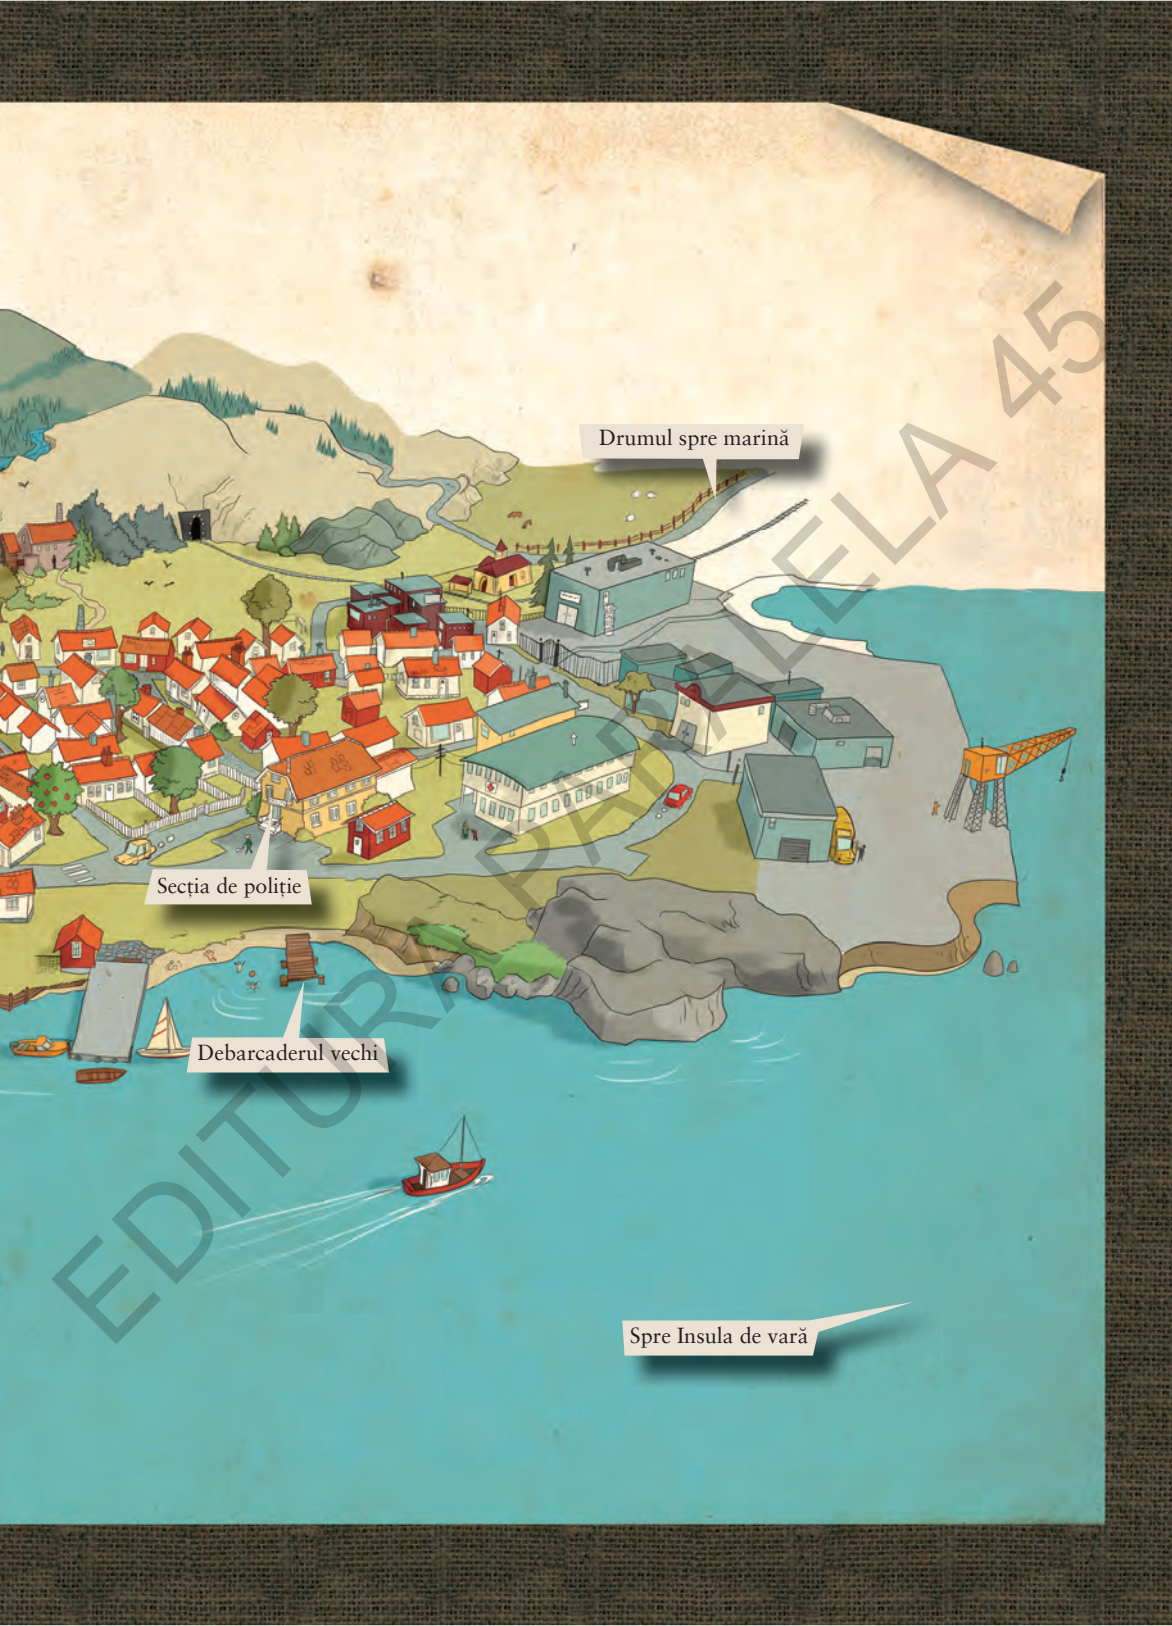 Drumul spre marină
Secția de poliție
Debarcaderul vechi
Spre Insula de vară
EDITURA PARALELA 45